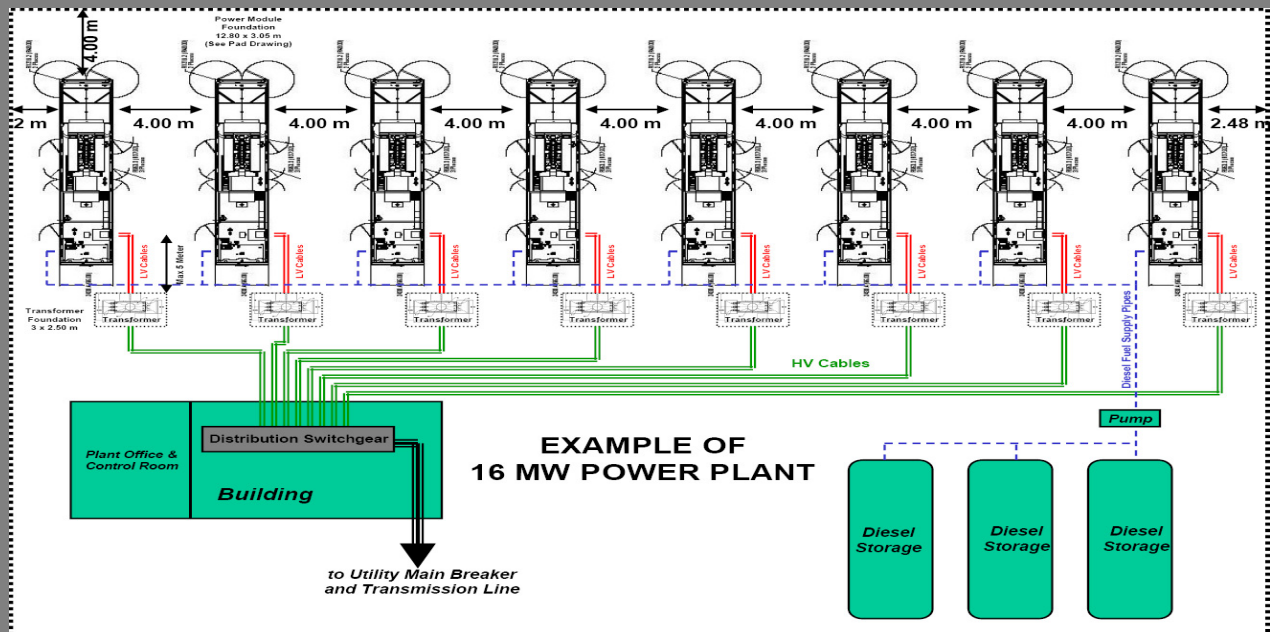 4.00 m
Power Module
Foundation
12.80 x 3.05 m
(See Pad Drawing)
2 m
4.00 m
4.00 m
4.00 m
4.00 m
4.00 m
4.00 m
4.00 m
2.48 m
LV Cables
Max 5 Meter
LV Cables
LV Cables
LV Cables
LV Cables
LV Cables
LV Cables
LV Cables
Transformer
Foundation
3 x 2.50 m
Transformer
Transformer
Transformer
Transformer
Transformer
Transformer
Transformer
Transformer
HV Cables
Diesel Fuel Supply Pipes
Plant Office &
Control Room
Distribution Switchgear
Building
EXAMPLE OF
16 MW POWER PLANT
Pump
Diesel
Storage
Diesel
Storage
Diesel
Storage
to Utility Main Breaker
and Transmission Line